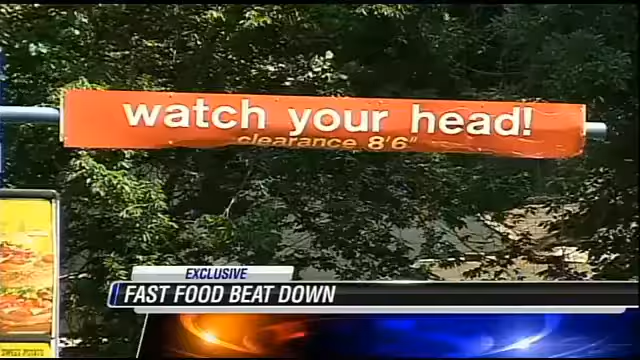 watch your head!
clearance 8'6"
EXCLUSIVE
FAST FOOD BEAT DOWN